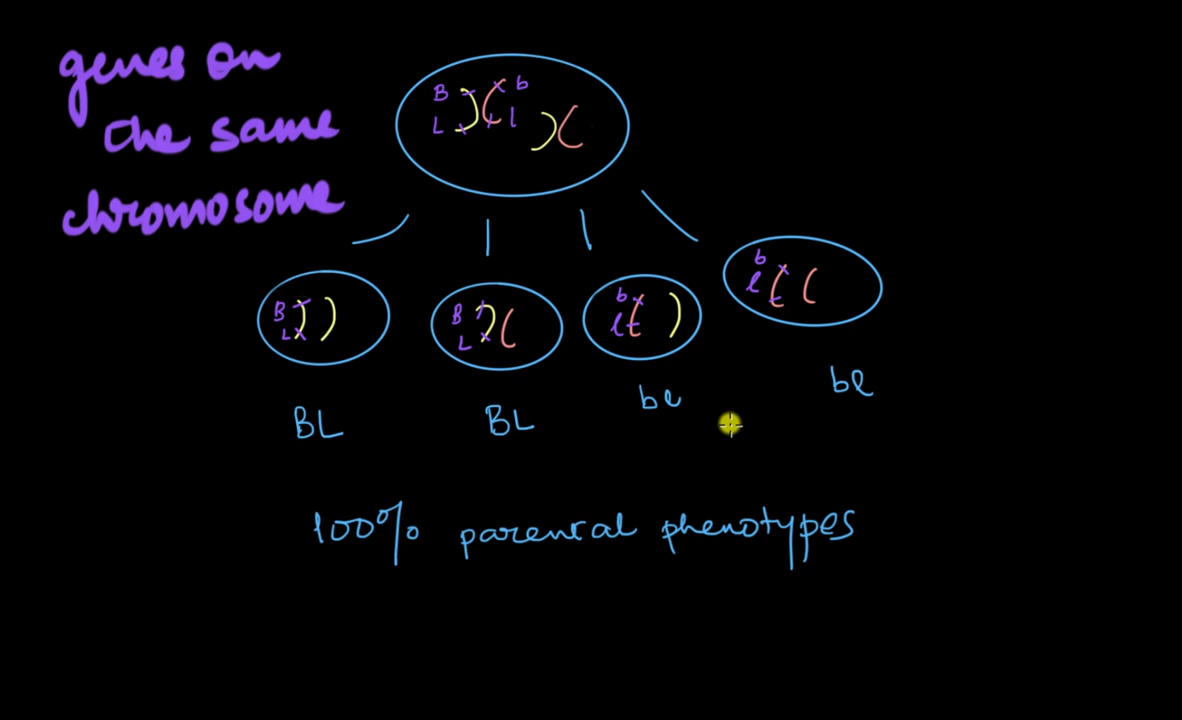 genes on
the same
chromosome
B b
L l
b
l
B
L
B
L
b
l
BL
BL
bl
bl
100% parental phenotypes